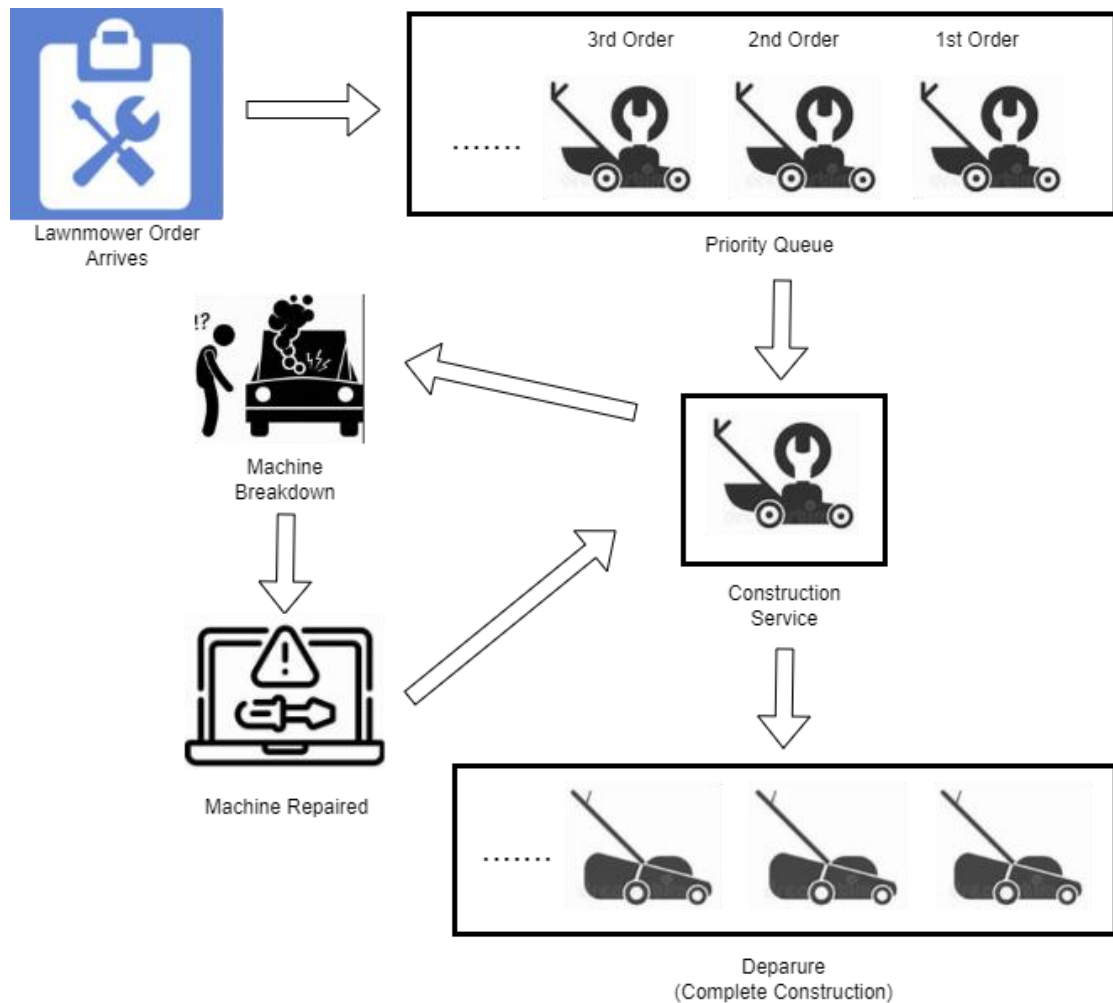 3rd Order
2nd Order
1st Order
.......
Lawnmower Order
Arrives
Priority Queue
!?
Machine
Breakdown
Construction
Service
Machine Repaired
.......
Deparure
(Complete Construction)